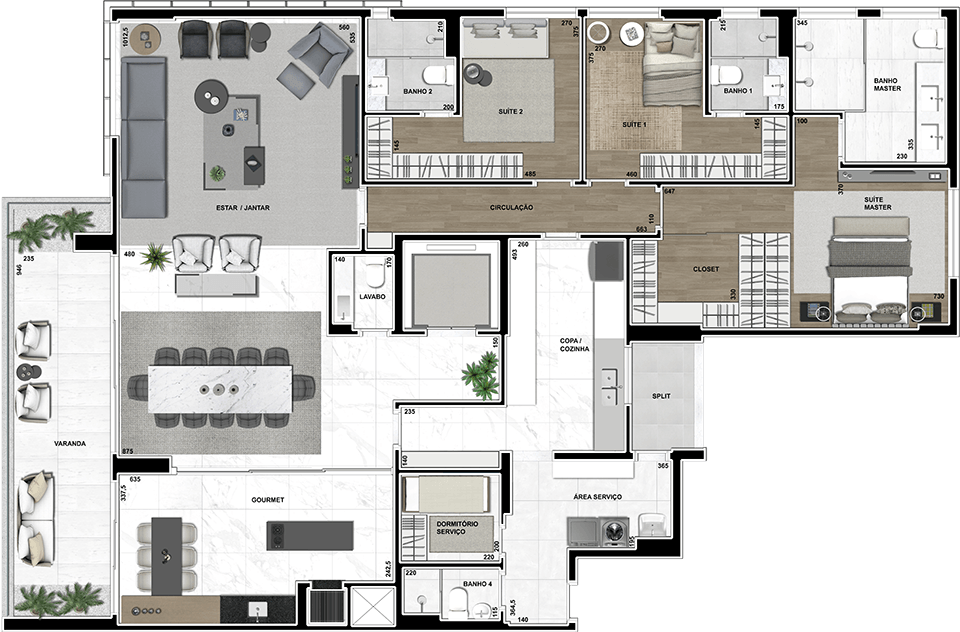 1012,5
560
535
210
BANHO 2
200
270
375
SUÍTE 2
145
485
270
375
SUÍTE 1
460
145
215
BANHO 1
175
345
BANHO
MASTER
335
230
100
370
SUÍTE
MASTER
ESTAR / JANTAR
CIRCULAÇÃO
647
110
663
CLOSET
330
730
235
946
480
140
170
LAVABO
260
493
COPA /
COZINHA
150
SPLIT
235
VARANDA
875
140
635
337,5
GOURMET
242,5
DORMITÓRIO
SERVIÇO
200
220
365
ÁREA SERVIÇO
195
220
BANHO 4
115
364,5
140